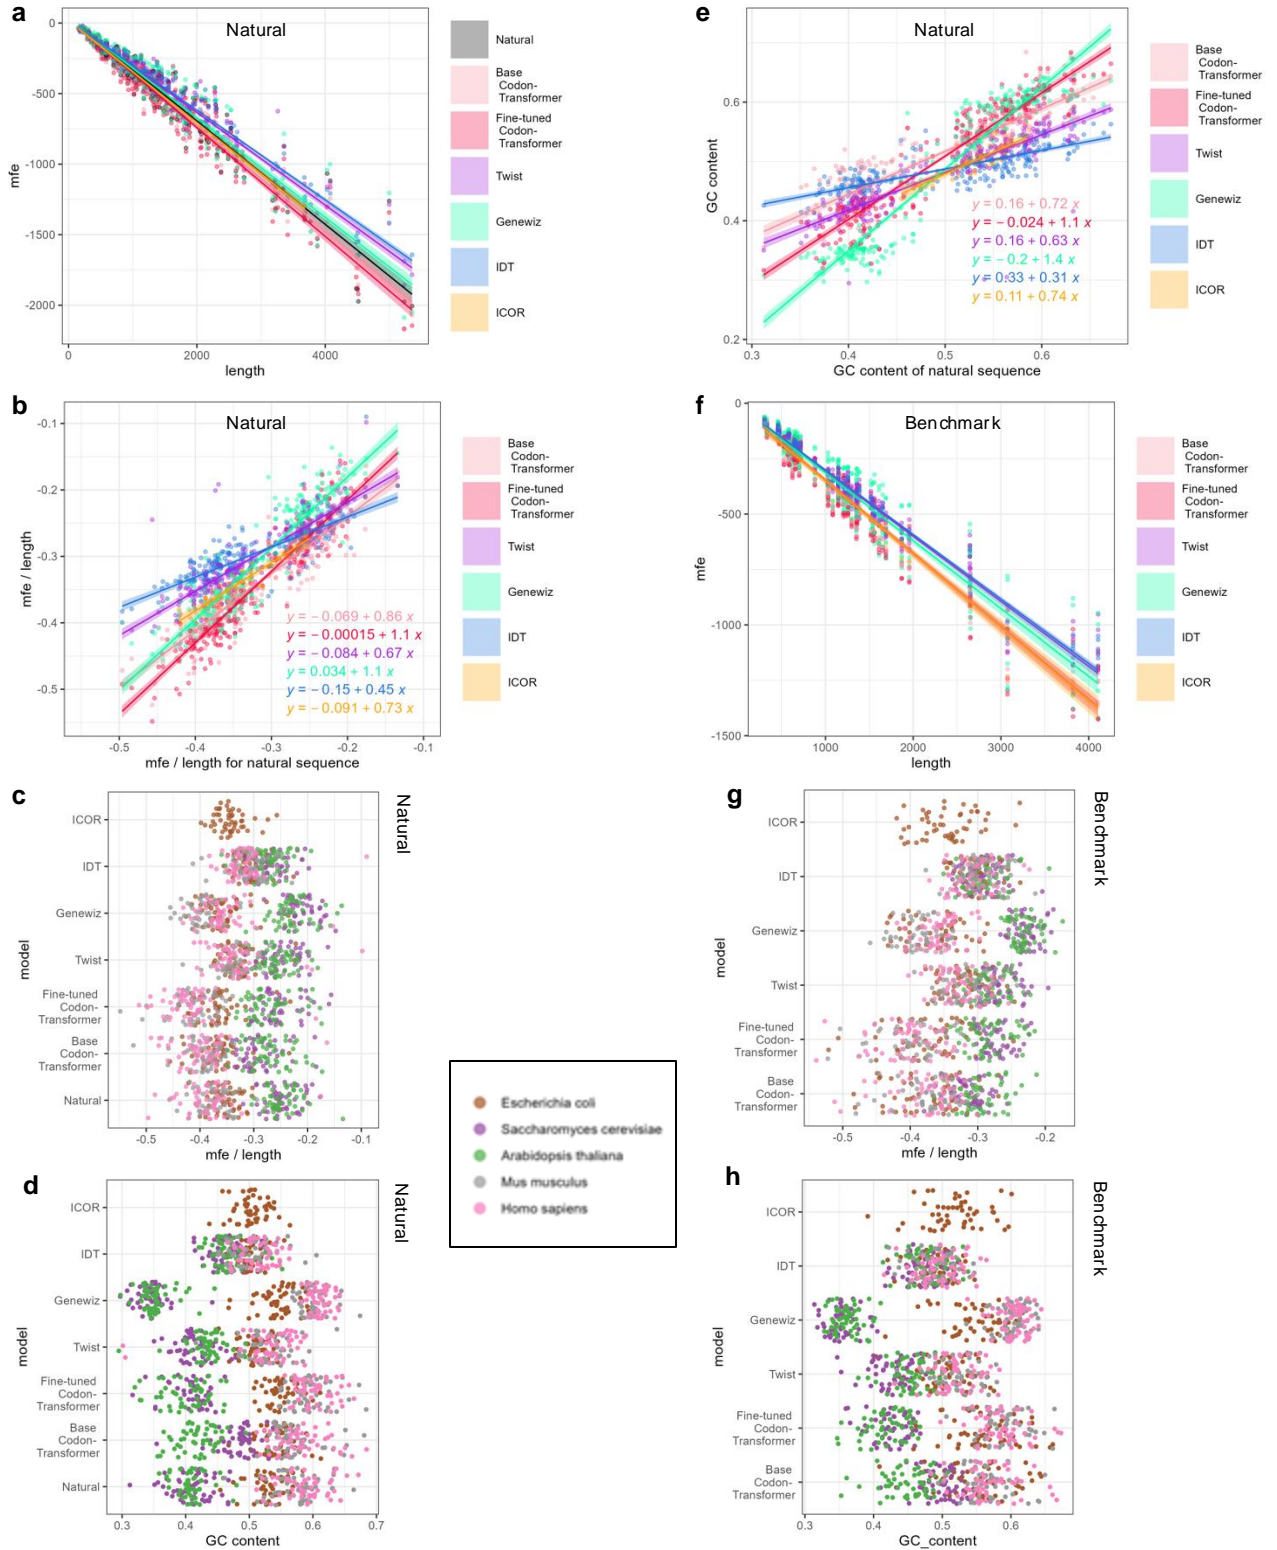 a
Natural
0
-500
-1000
-1500
-2000
mfe
0
2000
4000
length
Natural
Base
Codon-
Transformer
Fine-tuned
Codon-
Transformer
Twist
Genewiz
IDT
ICOR
e
Natural
0.6
0.4
0.2
GC content
0.3
0.4
0.5
0.6
GC content of natural sequence
y = 0.16 + 0.72 x
y = − 0.024 + 1.1 x
y = 0.16 + 0.63 x
y = − 0.2 + 1.4 x
y = 0.33 + 0.31 x
y = 0.11 + 0.74 x
Base
Codon-
Transformer
Fine-tuned
Codon-
Transformer
Twist
Genewiz
IDT
ICOR
b
Natural
-0.1
-0.2
-0.3
-0.4
-0.5
mfe / length
-0.5
-0.4
-0.3
-0.2
-0.1
mfe / length for natural sequence
y = − 0.069 + 0.86 x
y = − 0.00015 + 1.1 x
y = − 0.084 + 0.67 x
y = 0.034 + 1.1 x
y = − 0.15 + 0.45 x
y = − 0.091 + 0.73 x
Base
Codon-
Transformer
Fine-tuned
Codon-
Transformer
Twist
Genewiz
IDT
ICOR
f
Benchmark
0
-500
-1000
-1500
mfe
1000
2000
3000
4000
length
Base
Codon-
Transformer
Fine-tuned
Codon-
Transformer
Twist
Genewiz
IDT
ICOR
c
Natural
ICOR
IDT
Genewiz
Twist
Fine-tuned
Codon-
Transformer
Base
Codon-
Transformer
Natural
model
-0.5
-0.4
-0.3
-0.2
-0.1
mfe / length
g
Benchmark
ICOR
IDT
Genewiz
Twist
Fine-tuned
Codon-
Transformer
Base
Codon-
Transformer
model
-0.5
-0.4
-0.3
-0.2
mfe / length
Escherichia coli
Saccharomyces cerevisiae
Arabidopsis thaliana
Mus musculus
Homo sapiens
d
Natural
ICOR
IDT
Genewiz
Twist
Fine-tuned
Codon-
Transformer
Base
Codon-
Transformer
Natural
model
0.3
0.4
0.5
0.6
0.7
GC content
h
Benchmark
ICOR
IDT
Genewiz
Twist
Fine-tuned
Codon-
Transformer
Base
Codon-
Transformer
model
0.3
0.4
0.5
0.6
GC_content